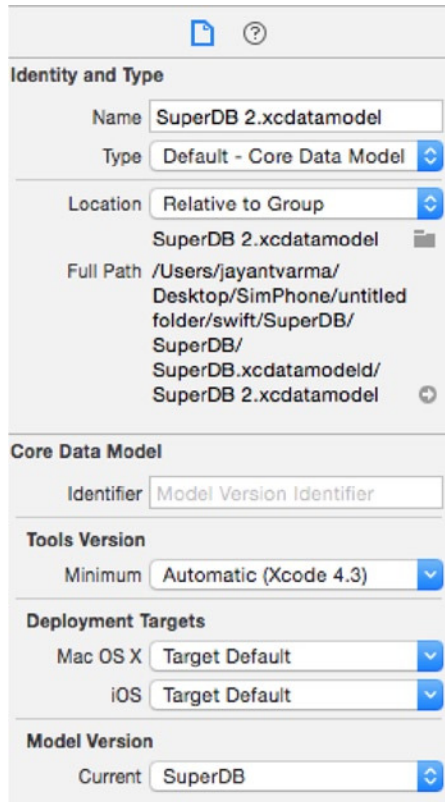 ?
Identity and Type
Name SuperDB 2.xcdatamodel
Type Default - Core Data Model
Location Relative to Group
SuperDB 2.xcdatamodel
Full Path /Users/jayantvarma/
Desktop/SimPhone/untitled
folder/swift/SuperDB/
SuperDB/
SuperDB.xcdatamodeld/
SuperDB 2.xcdatamodel
Core Data Model
Identifier Model Version Identifier
Tools Version
Minimum Automatic (Xcode 4.3)
Deployment Targets
Mac OS X Target Default
iOS Target Default
Model Version
Current SuperDB